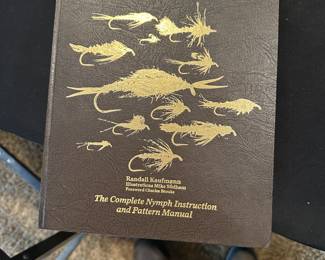 Randall Kaufmann
Illustrations Mike Stidham
Foreword Charles Brooks
The Complete Nymph Instruction
and Pattern Manual